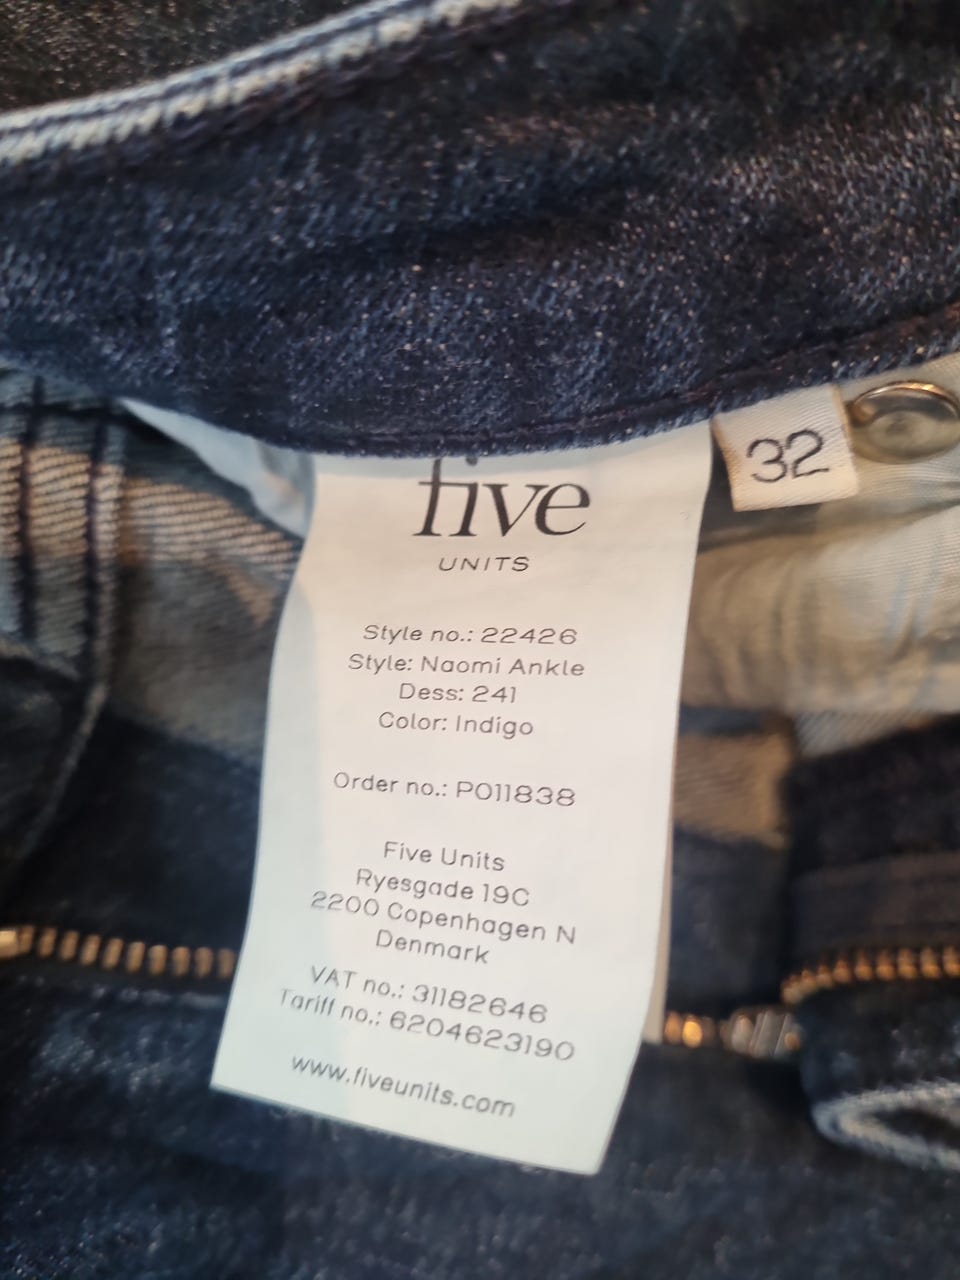 five
UNITS
32
Style no.: 22426
Style: Naomi Ankle
Dess: 241
Color: Indigo
Order no.: PO11838
Five Units
Ryesgade 19C
2200 Copenhagen N
Denmark
VAT no.: 31182646
Tariff no.: 6204623190
www.fiveunits.com